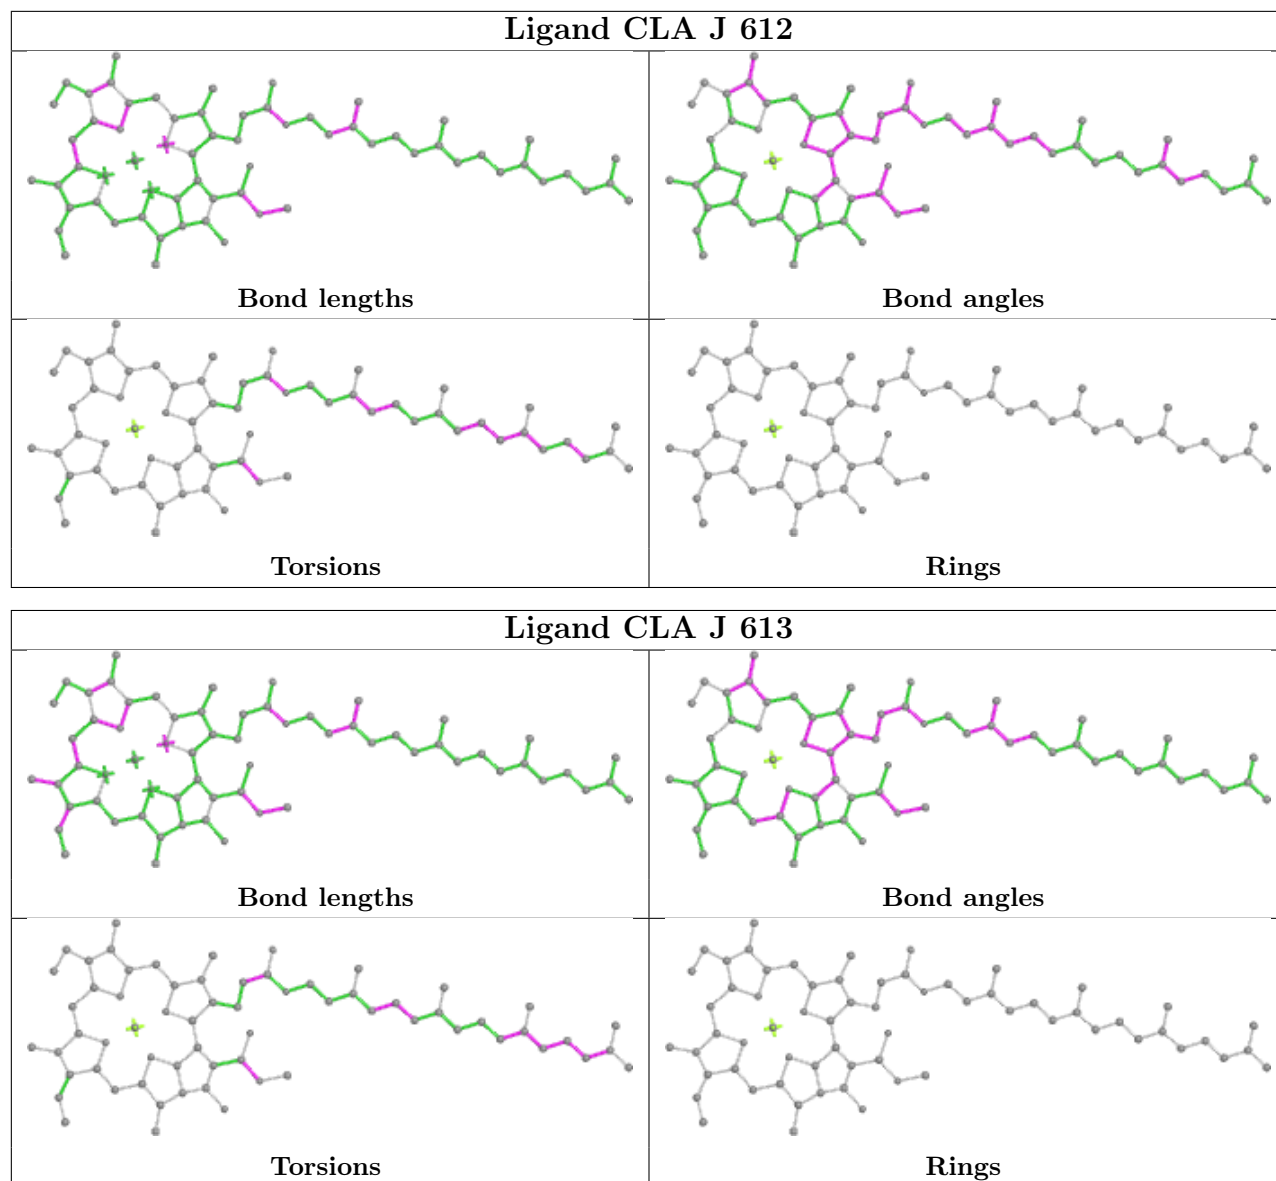 Ligand CLA J 612
Bond lengths
Bond angles
Torsions
Rings
Ligand CLA J 613
Bond lengths
Bond angles
Torsions
Rings